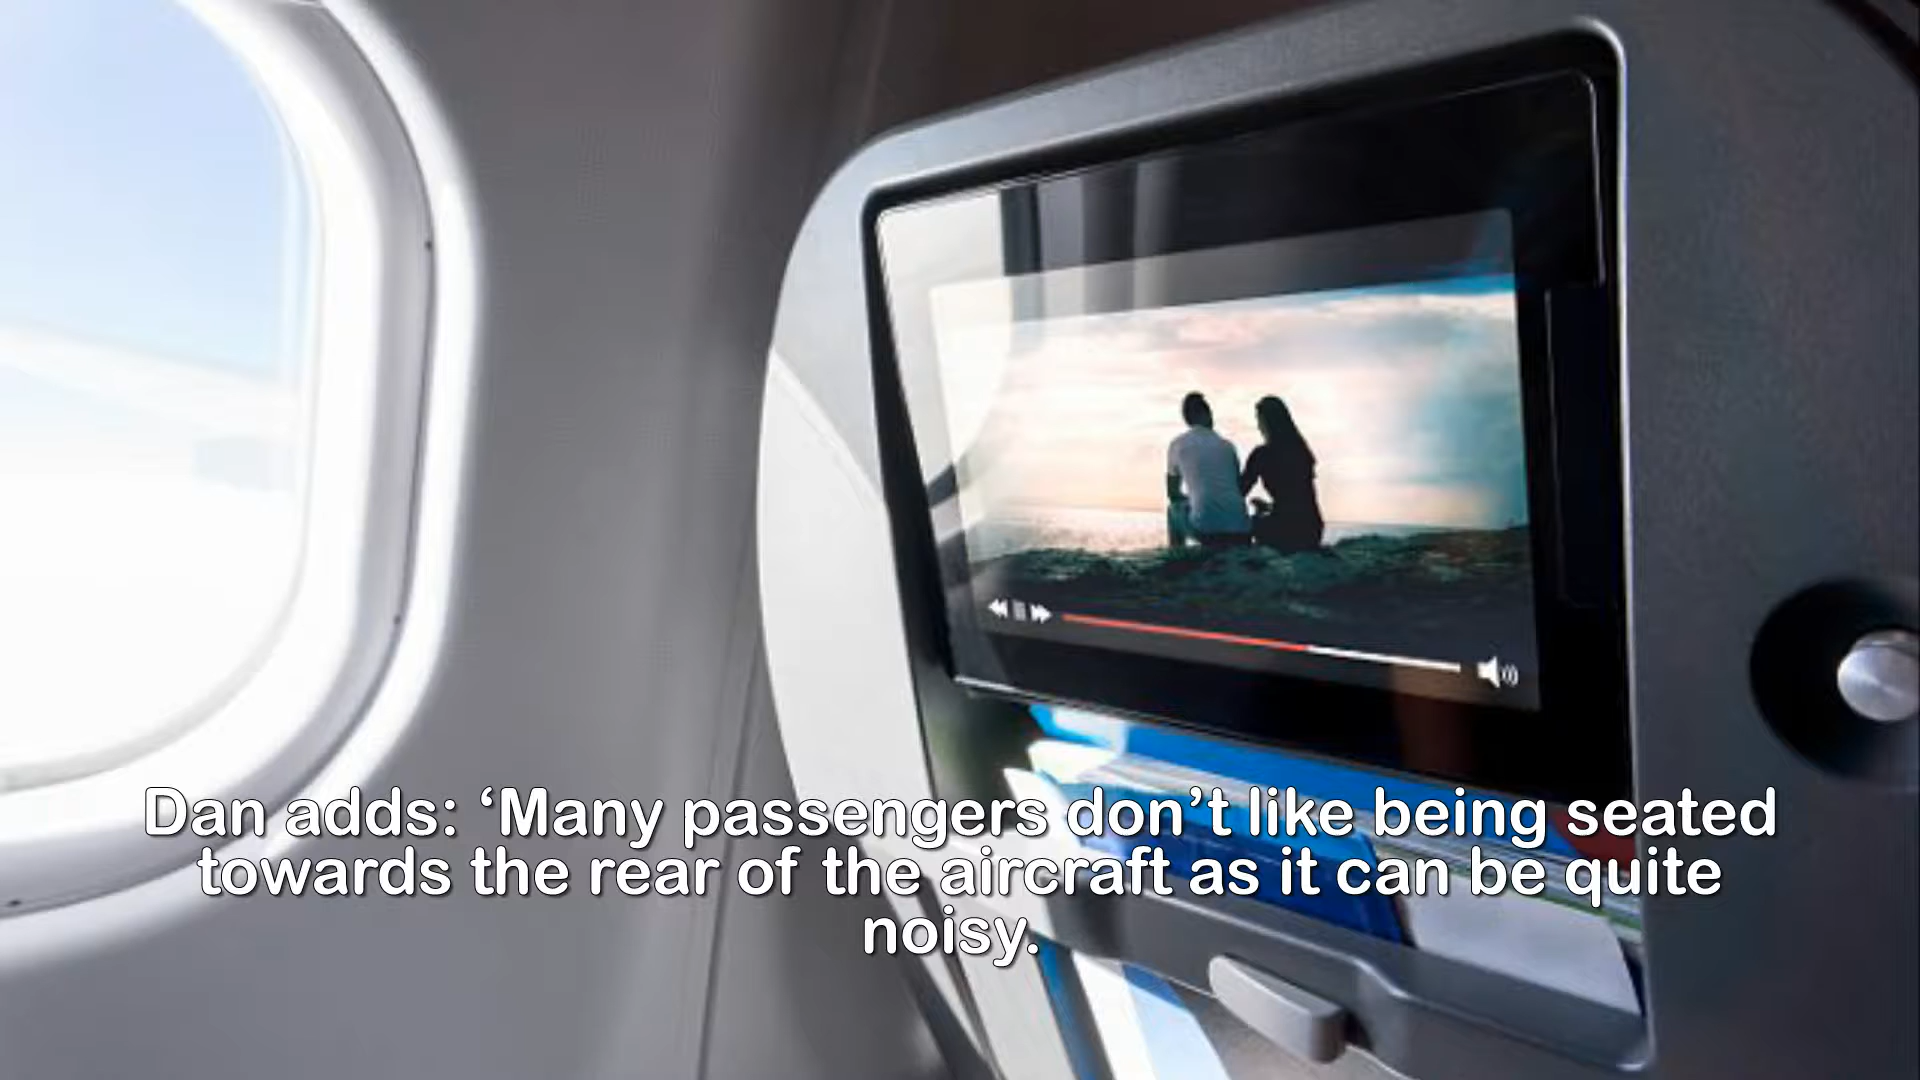 Dan adds: ‘Many passengers don’t like being seated
towards the rear of the aircraft as it can be quite
noisy.